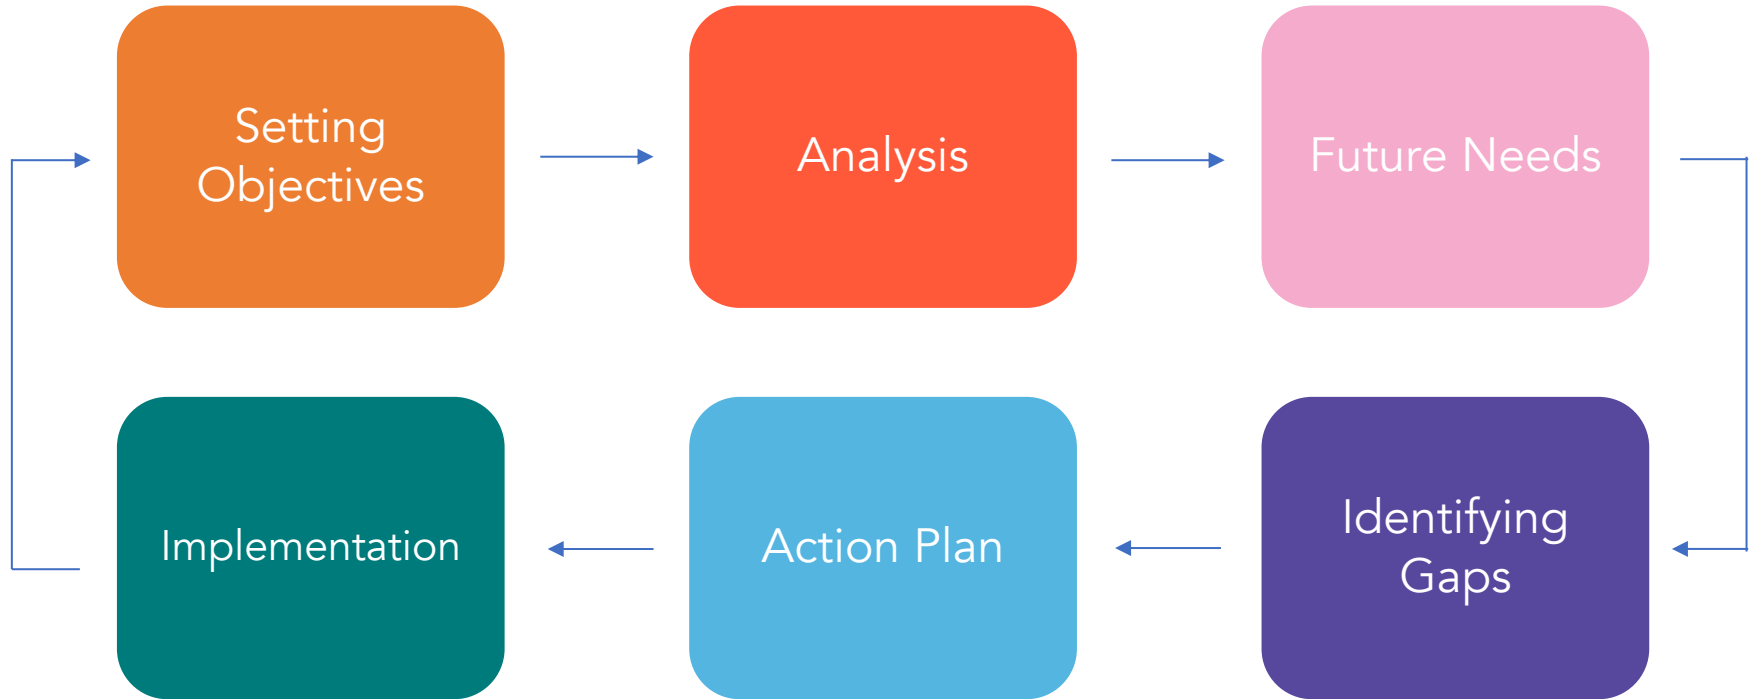 Setting
Objectives
Analysis
Future Needs
Implementation
Action Plan
Identifying
Gaps